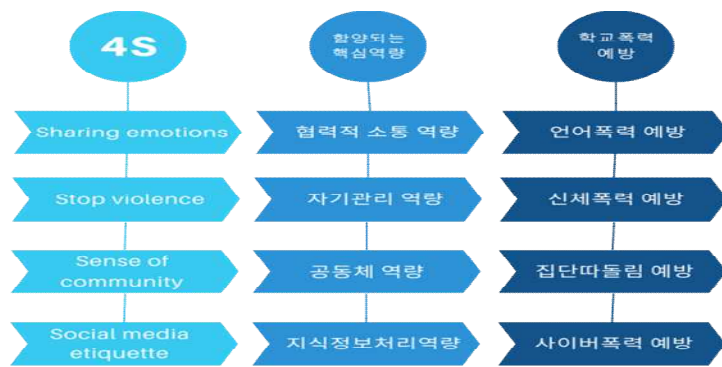 4S
함양되는
핵심역량
학교폭력
예방
Sharing emotions
협력적 소통 역량
언어폭력 예방
Stop violence
자기관리 역량
신체폭력 예방
Sense of
community
공동체 역량
집단따돌림 예방
Social media
etiquette
지식정보처리역량
사이버폭력 예방